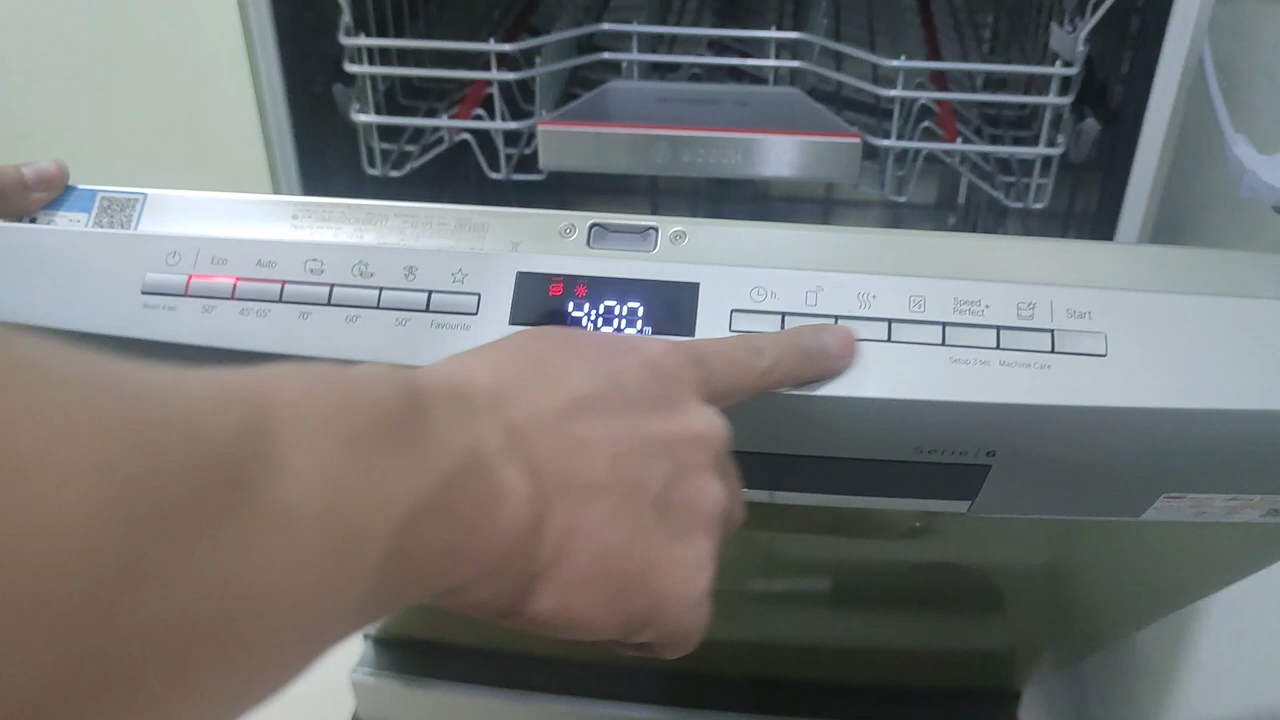 BOSCH
Eco
Auto
50°
45°-65°
70°
60°
50°
Favourite
4:00
h
m
h.
Speed
Perfect+
Start
Setup 3 sec.
Machine Care
Serie | 6